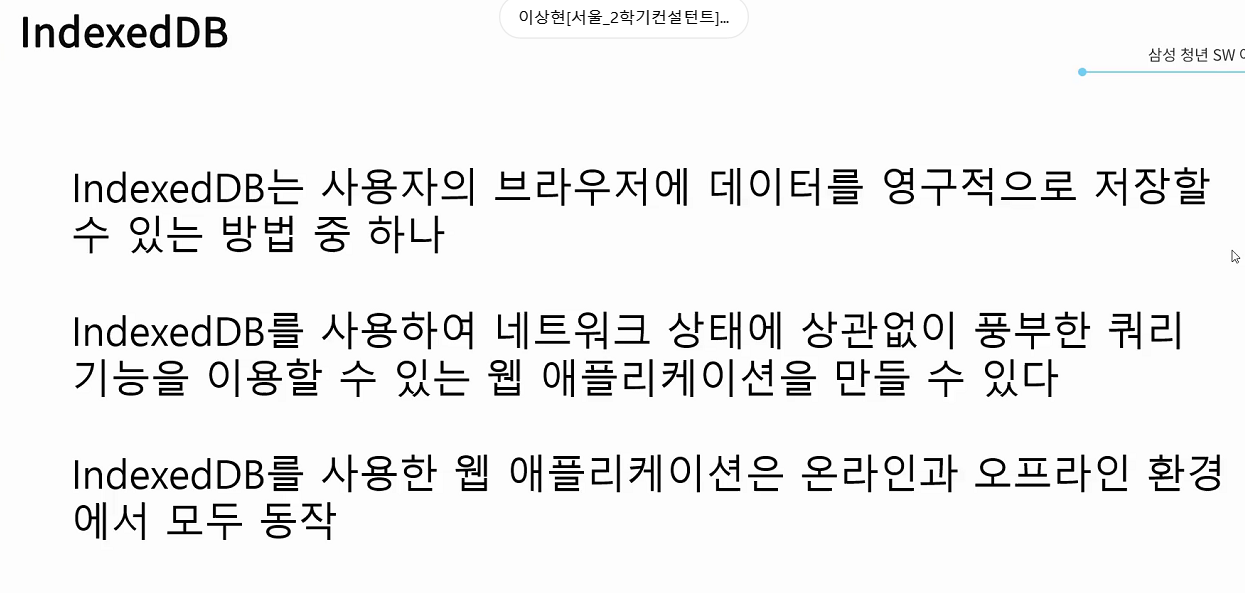 IndexedDB
이상현[서울_2학기컨설턴트]...
삼성 청년 SW
IndexedDB는 사용자의 브라우저에 데이터를 영구적으로 저장할
수 있는 방법 중 하나
IndexedDB를 사용하여 네트워크 상태에 상관없이 풍부한 쿼리
기능을 이용할 수 있는 웹 애플리케이션을 만들 수 있다
IndexedDB를 사용한 웹 애플리케이션은 온라인과 오프라인 환경
에서 모두 동작